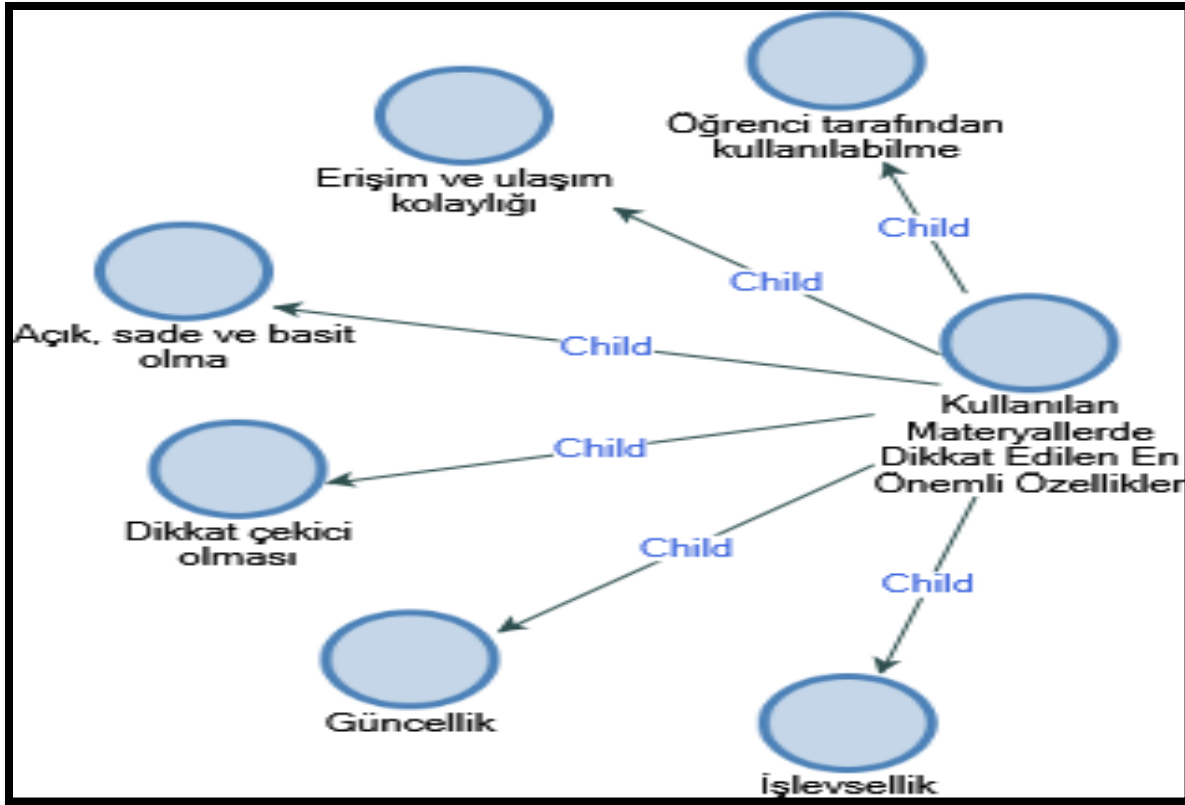 Öğrenci tarafından
kullanılabilme
Erişim ve ulaşım
kolaylığı
Child
Child
Açık, sade ve basit
olma
Child
Kullanılan
Materyallerde
Dikkat Edilen En
Önemli Özellikler
Child
Dikkat çekici
olması
Child
Child
Güncellik
İşlevsellik